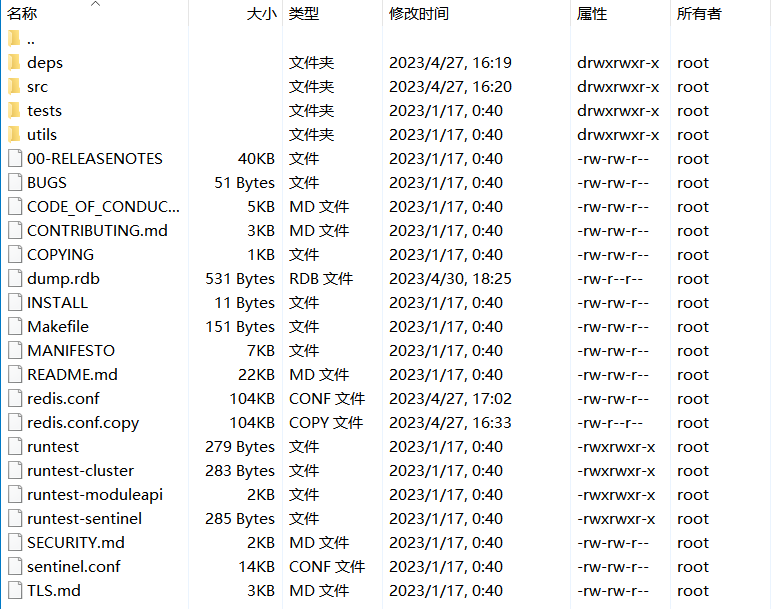 名称 大小 类型 修改时间 属性 所有者
..
deps 文件夹 2023/4/27, 16:19 drwxrwxr-x root
src 文件夹 2023/4/27, 16:20 drwxrwxr-x root
tests 文件夹 2023/1/17, 0:40 drwxrwxr-x root
utils 文件夹 2023/1/17, 0:40 drwxrwxr-x root
00-RELEASENOTES 40KB 文件 2023/1/17, 0:40 -rw-rw-r-- root
BUGS 51 Bytes 文件 2023/1/17, 0:40 -rw-rw-r-- root
CODE_OF_CONDUC... 5KB MD 文件 2023/1/17, 0:40 -rw-rw-r-- root
CONTRIBUTING.md 3KB MD 文件 2023/1/17, 0:40 -rw-rw-r-- root
COPYING 1KB 文件 2023/1/17, 0:40 -rw-rw-r-- root
dump.rdb 531 Bytes RDB 文件 2023/4/30, 18:25 -rw-r--r-- root
INSTALL 11 Bytes 文件 2023/1/17, 0:40 -rw-rw-r-- root
Makefile 151 Bytes 文件 2023/1/17, 0:40 -rw-rw-r-- root
MANIFESTO 7KB 文件 2023/1/17, 0:40 -rw-rw-r-- root
README.md 22KB MD 文件 2023/1/17, 0:40 -rw-rw-r-- root
redis.conf 104KB CONF 文件 2023/4/27, 17:02 -rw-rw-r-- root
redis.conf.copy 104KB COPY 文件 2023/4/27, 16:33 -rw-r--r-- root
runtest 279 Bytes 文件 2023/1/17, 0:40 -rwxrwxr-x root
runtest-cluster 283 Bytes 文件 2023/1/17, 0:40 -rwxrwxr-x root
runtest-moduleapi 2KB 文件 2023/1/17, 0:40 -rwxrwxr-x root
runtest-sentinel 285 Bytes 文件 2023/1/17, 0:40 -rwxrwxr-x root
SECURITY.md 2KB MD 文件 2023/1/17, 0:40 -rw-rw-r-- root
sentinel.conf 14KB CONF 文件 2023/1/17, 0:40 -rw-rw-r-- root
TLS.md 3KB MD 文件 2023/1/17, 0:40 -rw-rw-r-- root